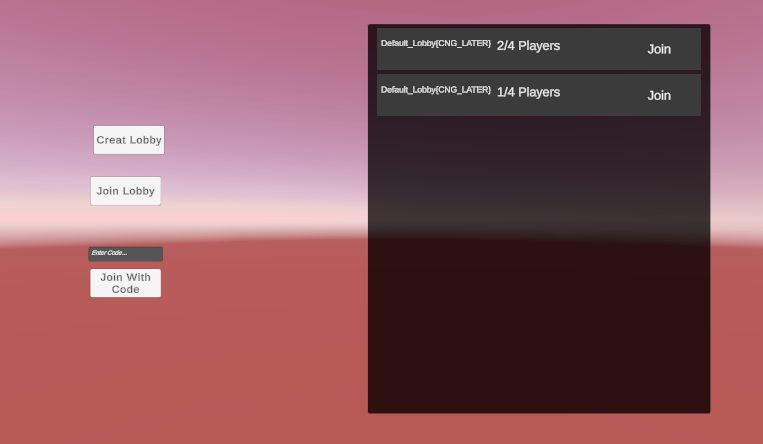 Default_Lobby{CNG_LATER} 2/4 Players Join
Default_Lobby{CNG_LATER} 1/4 Players Join
Creat Lobby
Join Lobby
Enter Code...
Join With
Code